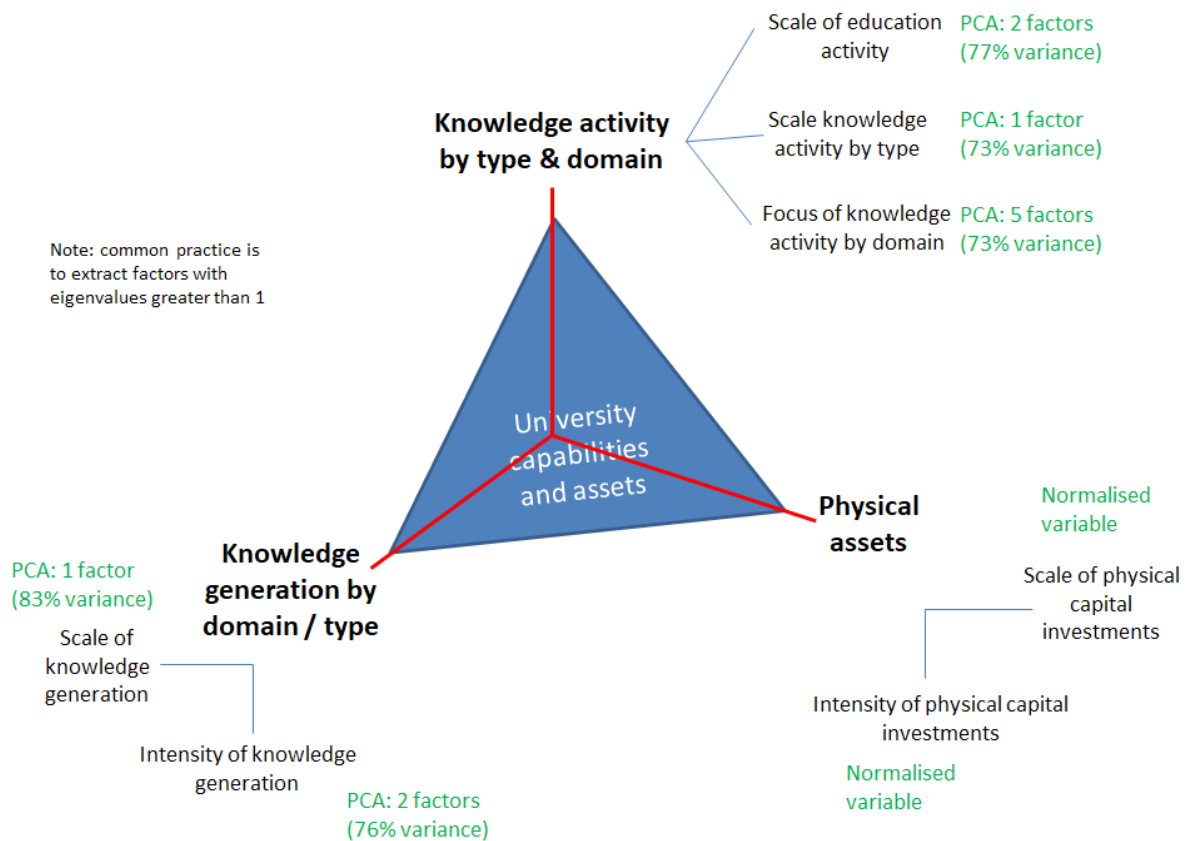 Scale of education
activity
PCA: 2 factors
(77% variance)
Knowledge activity
by type & domain
Scale knowledge
activity by type
PCA: 1 factor
(73% variance)
Focus of knowledge
activity by domain
PCA: 5 factors
(73% variance)
Note: common practice is
to extract factors with
eigenvalues greater than 1
University
capabilities
and assets
Physical
assets
Normalised
variable
Scale of physical
capital
investments
Intensity of physical capital
investments
Normalised
variable
Knowledge
generation by
domain / type
PCA: 1 factor
(83% variance)
Scale of
knowledge
generation
Intensity of knowledge
generation
PCA: 2 factors
(76% variance)